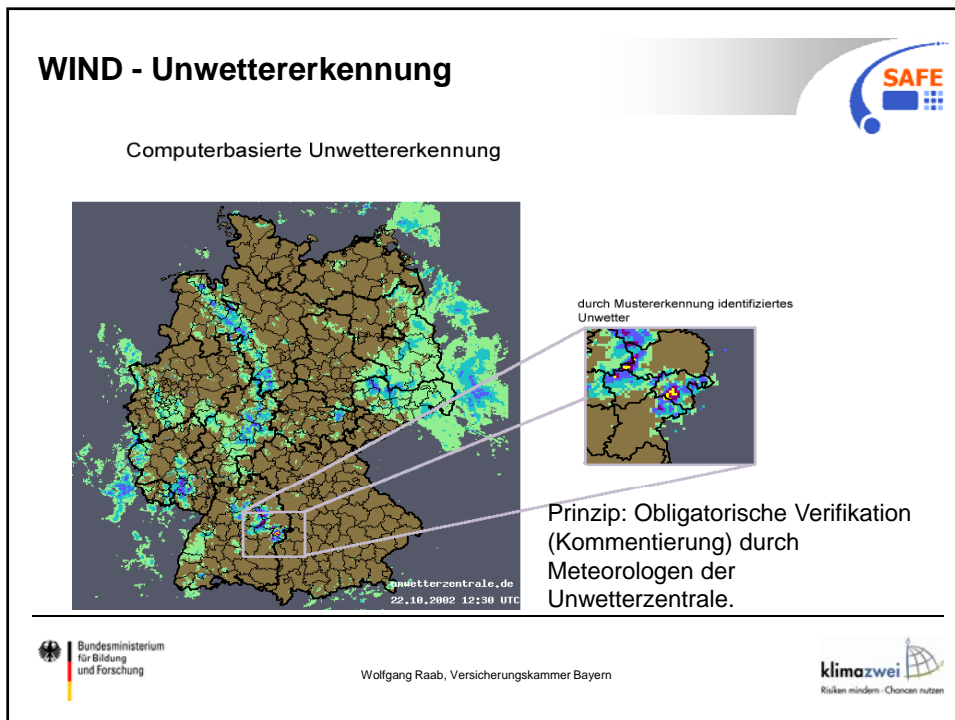 WIND - Unwettererkennung
SAFE
Computerbasierte Unwettererkennung
durch Mustererkennung identifiziertes
Unwetter
unwetterzentrale.de
22.10.2002 12:30 UTC
Prinzip: Obligatorische Verifikation
(Kommentierung) durch
Meteorologen der
Unwetterzentrale.
Bundesministerium
für Bildung
und Forschung
Wolfgang Raab, Versicherungskammer Bayern
klimazwei
Risiken mindern - Chancen nutzen